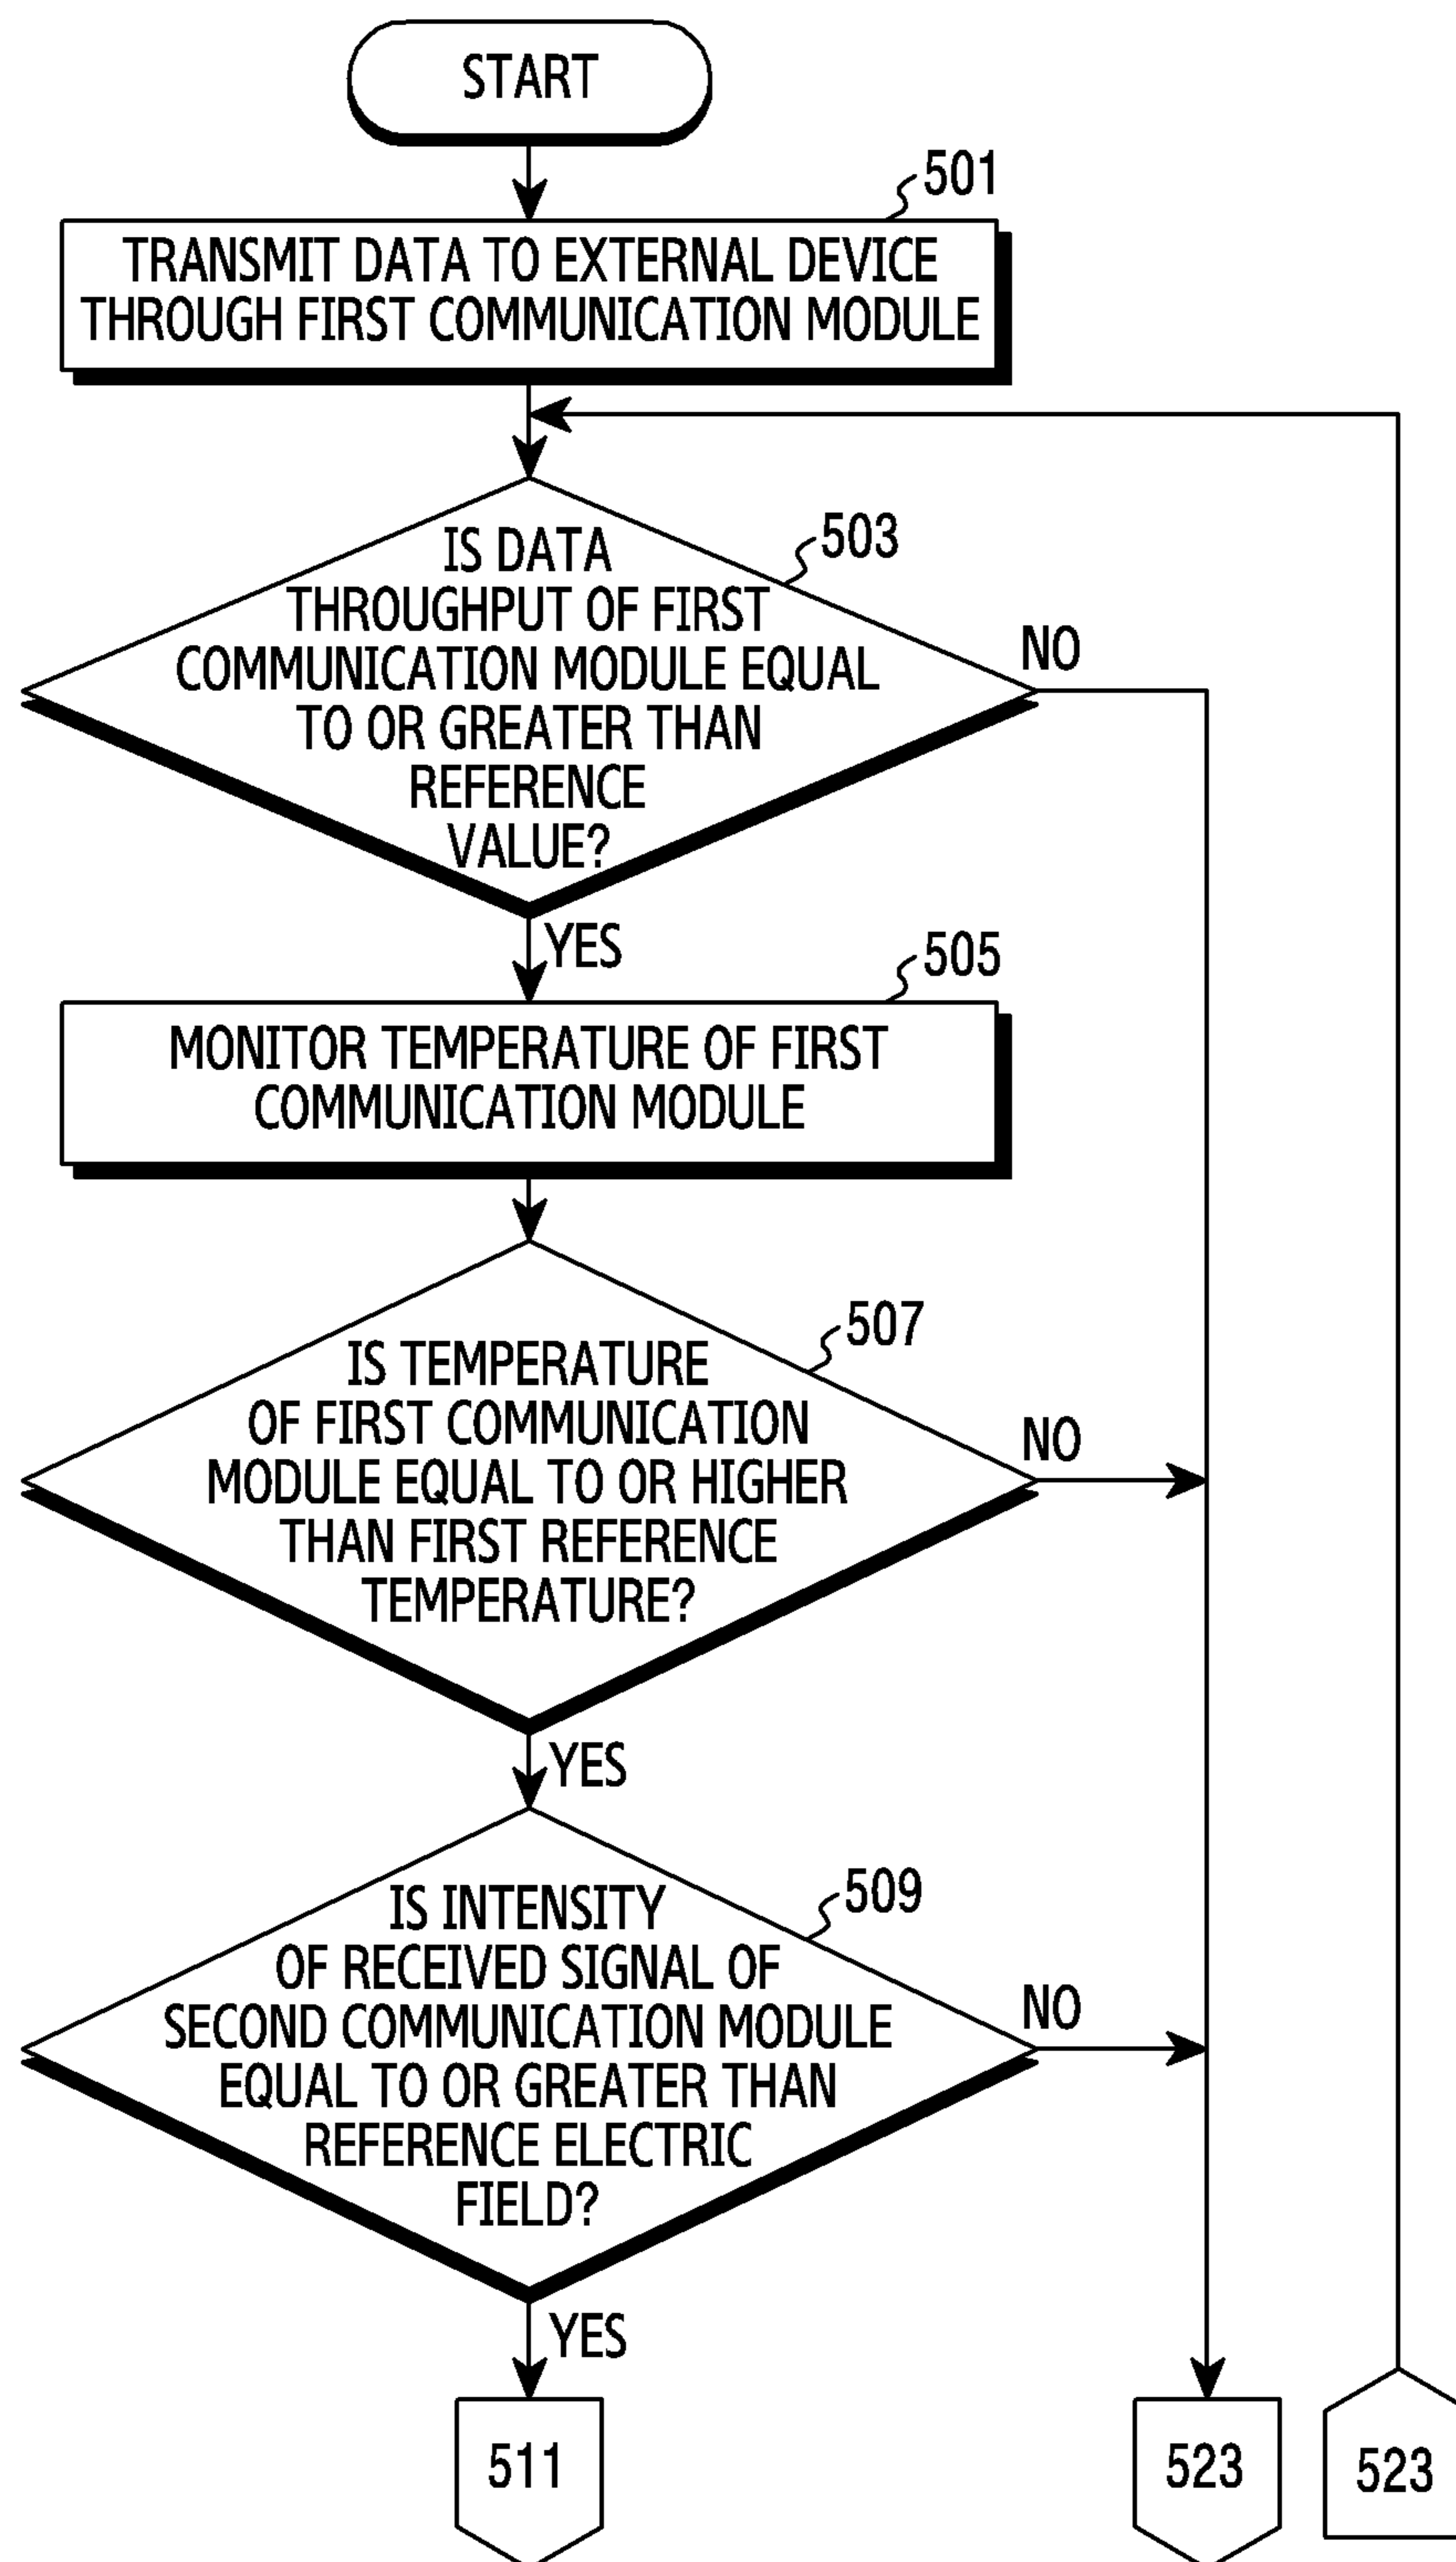 START
501
TRANSMIT DATA TO EXTERNAL DEVICE
THROUGH FIRST COMMUNICATION MODULE
503
IS DATA
THROUGHPUT OF FIRST
COMMUNICATION MODULE EQUAL
TO OR GREATER THAN
REFERENCE
VALUE?
NO
YES
505
MONITOR TEMPERATURE OF FIRST
COMMUNICATION MODULE
507
IS TEMPERATURE
OF FIRST COMMUNICATION
MODULE EQUAL TO OR HIGHER
THAN FIRST REFERENCE
TEMPERATURE?
NO
YES
509
IS INTENSITY
OF RECEIVED SIGNAL OF
SECOND COMMUNICATION MODULE
EQUAL TO OR GREATER THAN
REFERENCE ELECTRIC
FIELD?
NO
YES
511
523
523